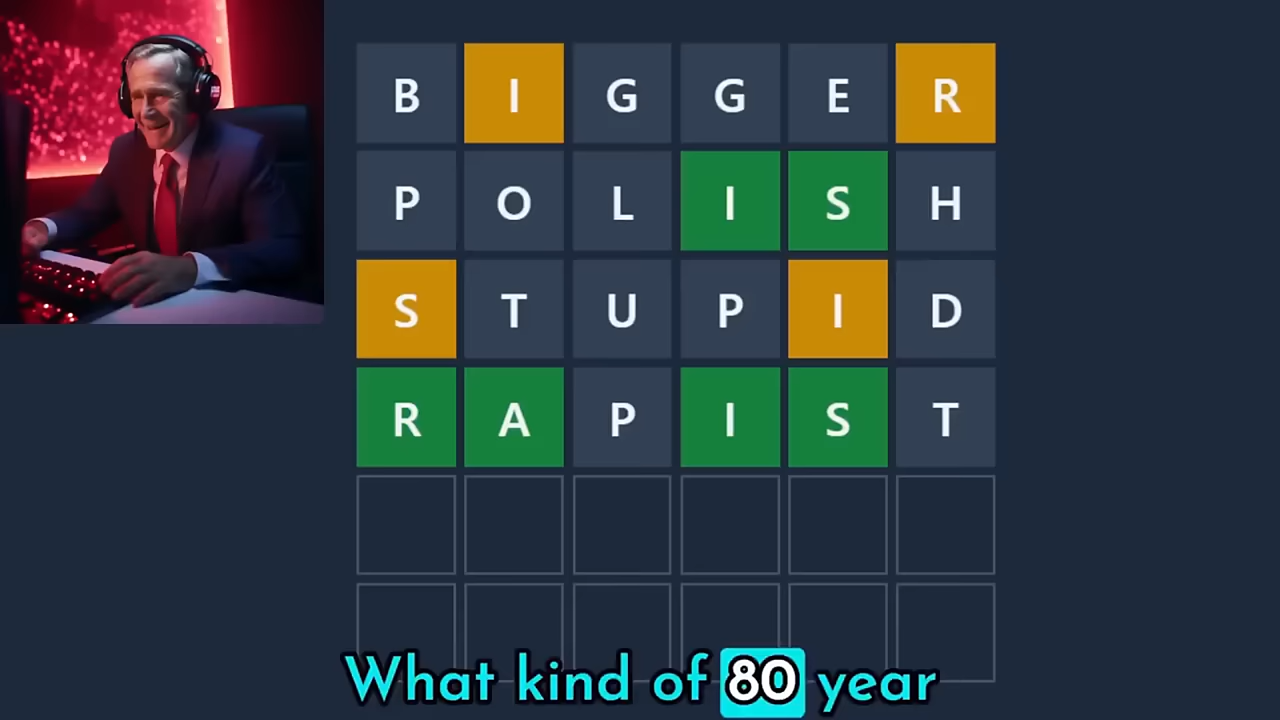 BIGGER
POLISH
STUPID
RAPIST
What kind of 80 year